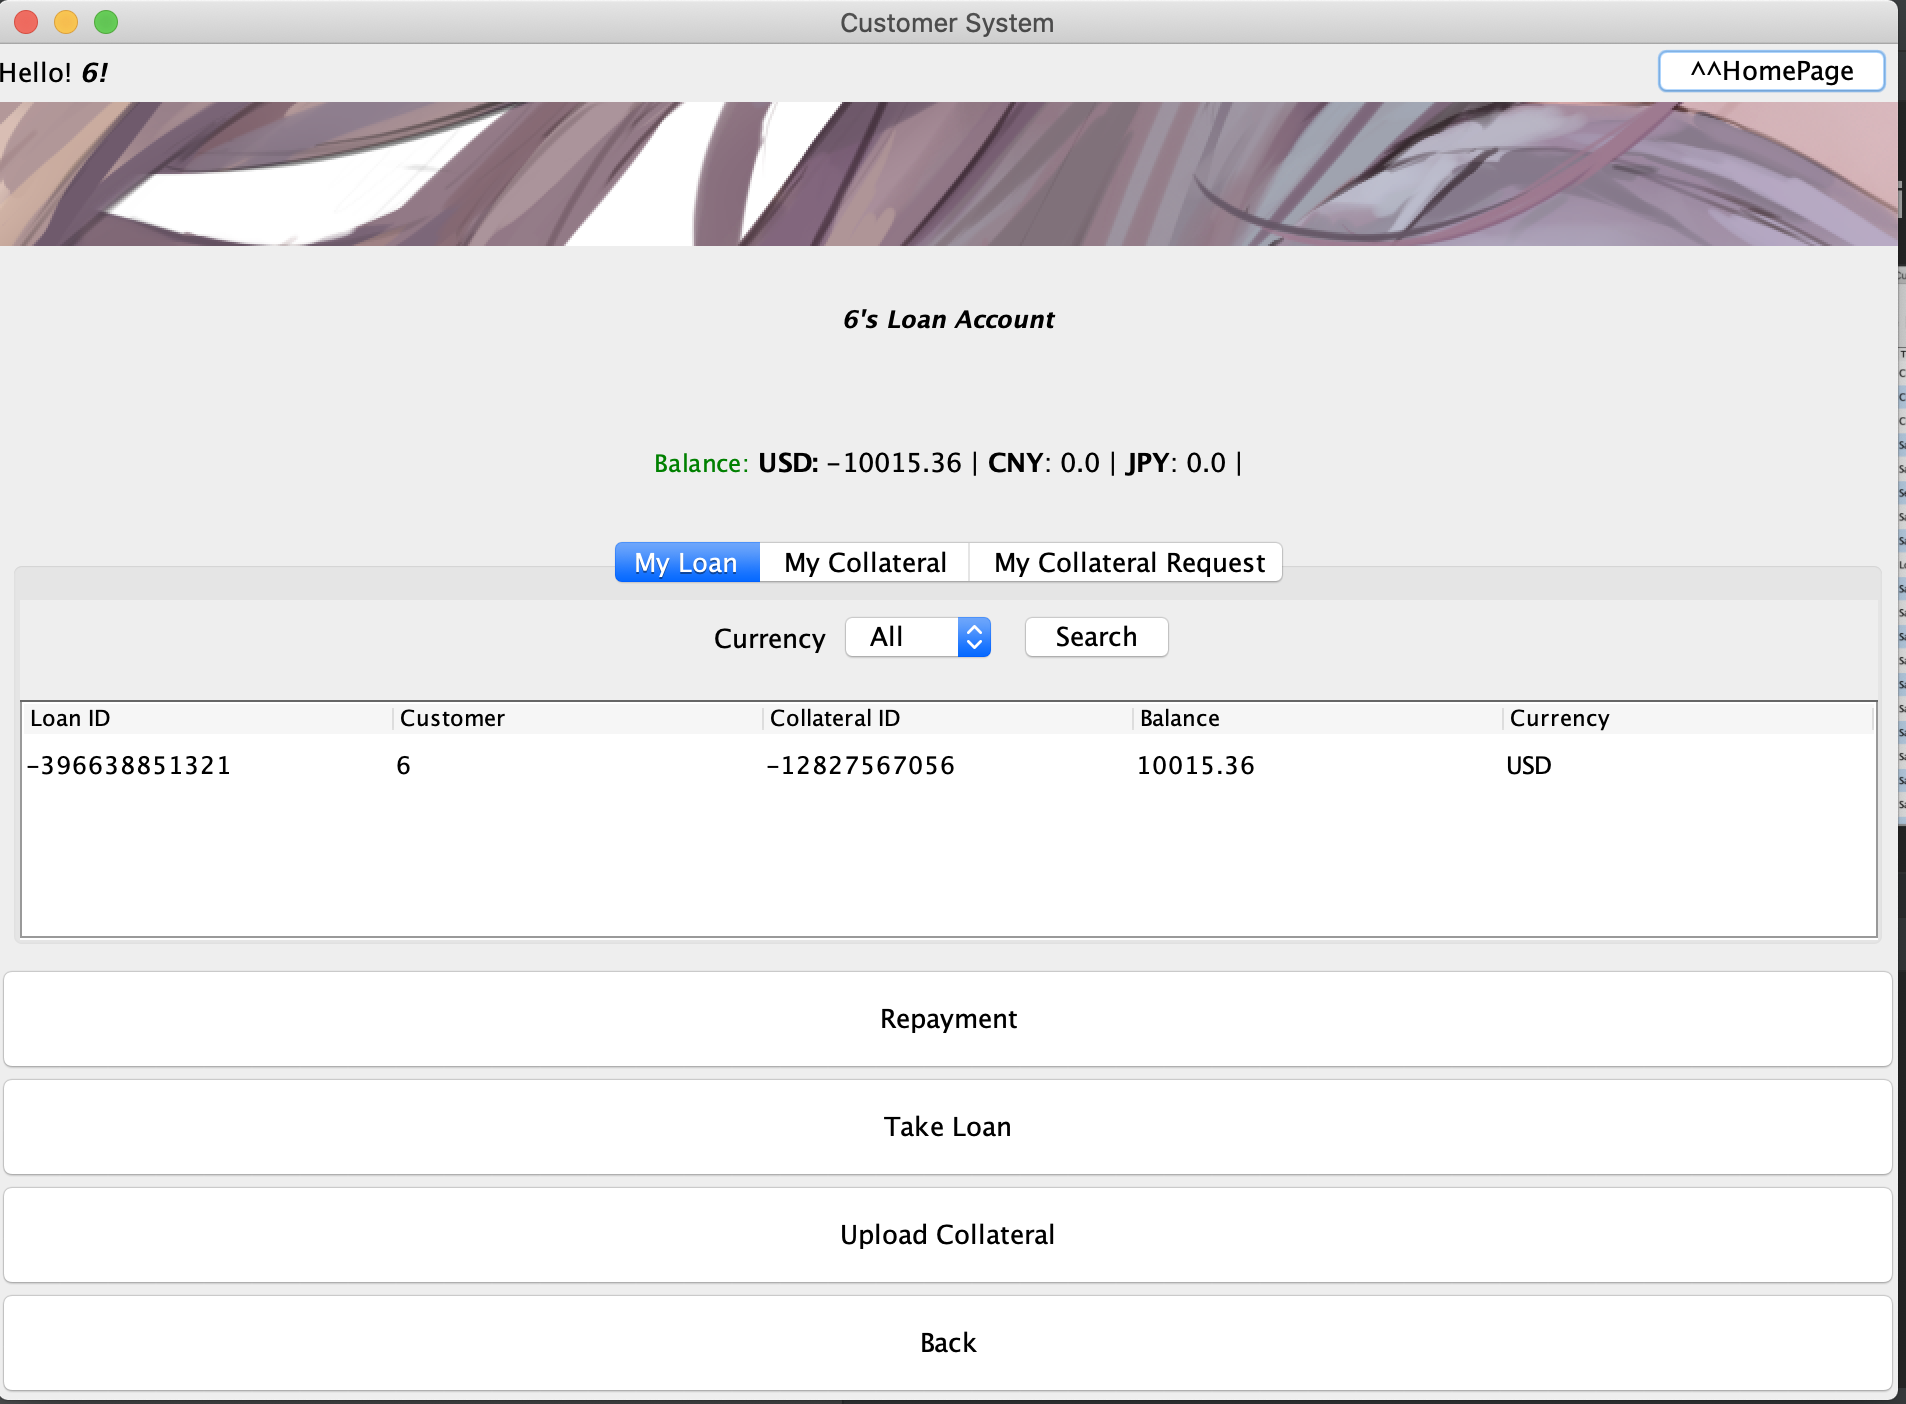 Customer System
Hello! 6!
^^HomePage
6's Loan Account
Balance: USD: -10015.36 | CNY: 0.0 | JPY: 0.0 |
My Loan My Collateral My Collateral Request
Currency All Search
Loan ID Customer Collateral ID Balance Currency
-396638851321 6 -12827567056 10015.36 USD
Repayment
Take Loan
Upload Collateral
Back